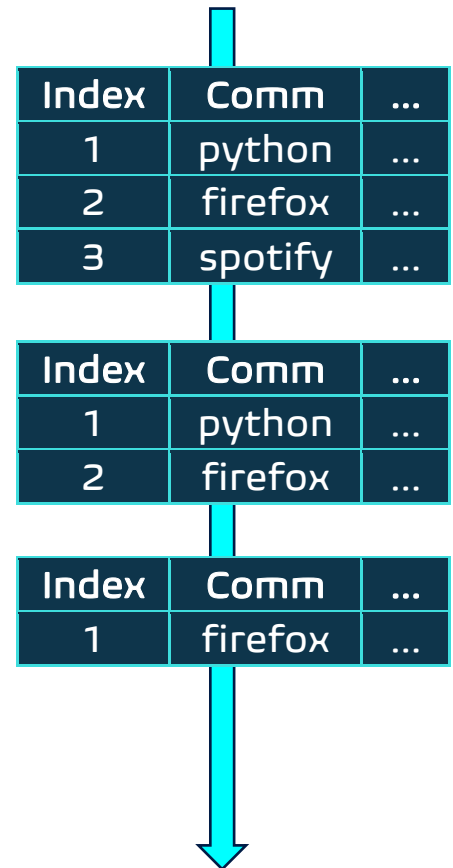 Index Comm ...
1 python ...
2 firefox ...
3 spotify ...
Index Comm ...
1 python ...
2 firefox ...
Index Comm ...
1 firefox ...